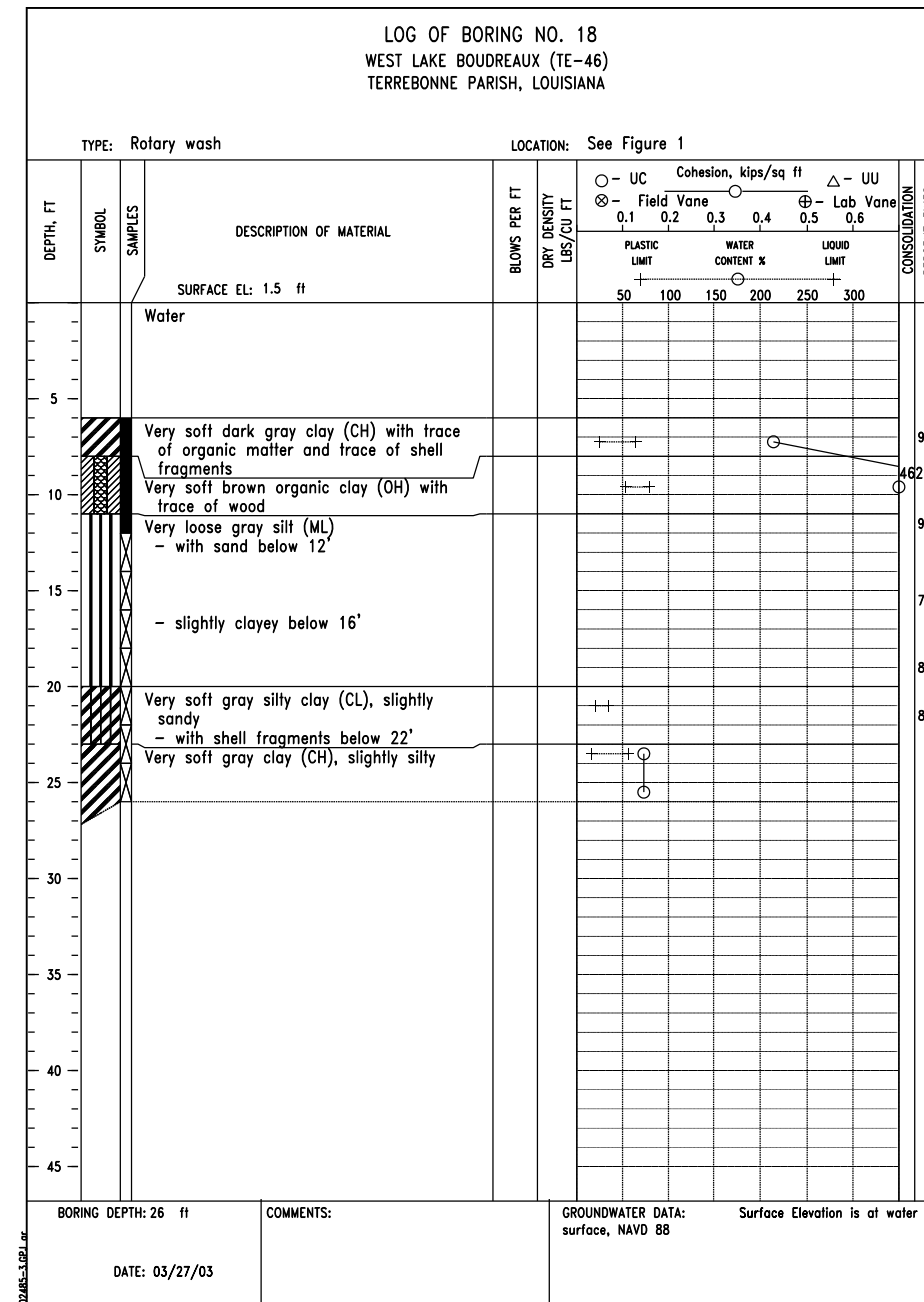 LOG OF BORING NO. 18
WEST LAKE BOUDREAUX (TE-46)
TERREBONNE PARISH, LOUISIANA
TYPE: Rotary wash
LOCATION: See Figure 1
DEPTH, FT
SYMBOL
SAMPLES
DESCRIPTION OF MATERIAL
SURFACE EL: 1.5 ft
BLOWS PER FT
DRY DENSITY
LBS/CU FT
Cohesion, kips/sq ft
- UC
- UU
- Field Vane
- Lab Vane
0.1 0.2 0.3 0.4 0.5 0.6
PLASTIC LIMIT
WATER CONTENT %
LIQUID LIMIT
50 100 150 200 250 300
CONSOLIDATION
Water
5
Very soft dark gray clay (CH) with trace
of organic matter and trace of shell
fragments
9
462
Very soft brown organic clay (OH) with
trace of wood
10
Very loose gray silt (ML)
- with sand below 12'
9
15
7
- slightly clayey below 16'
8
20
Very soft gray silty clay (CL), slightly
sandy
8
- with shell fragments below 22'
Very soft gray clay (CH), slightly silty
25
30
35
40
45
BORING DEPTH: 26 ft
COMMENTS:
GROUNDWATER DATA: Surface Elevation is at water
surface, NAVD 88
DATE: 03/27/03